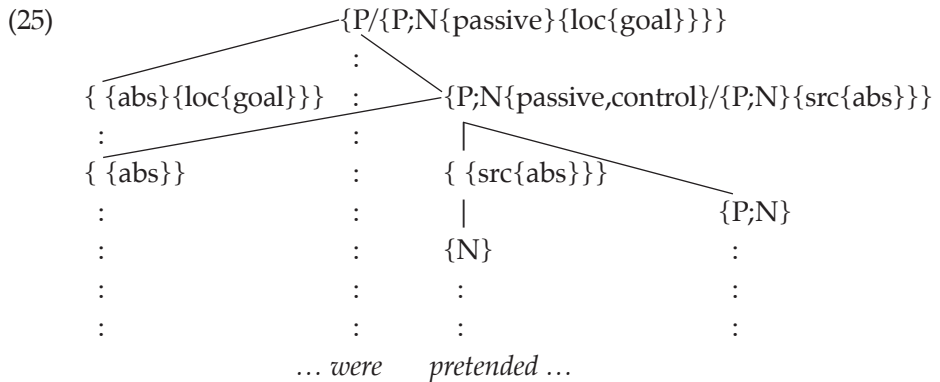 (25) {P/{P;N{passive}{loc{goal}}}}
:
{ {abs}{loc{goal}}} : {P;N{passive,control}/{P;N}{src{abs}}}
: :
{ {abs}} : { {src{abs}}}
: : {P;N}
: : {N} :
: : : :
: : : :
… were pretended …